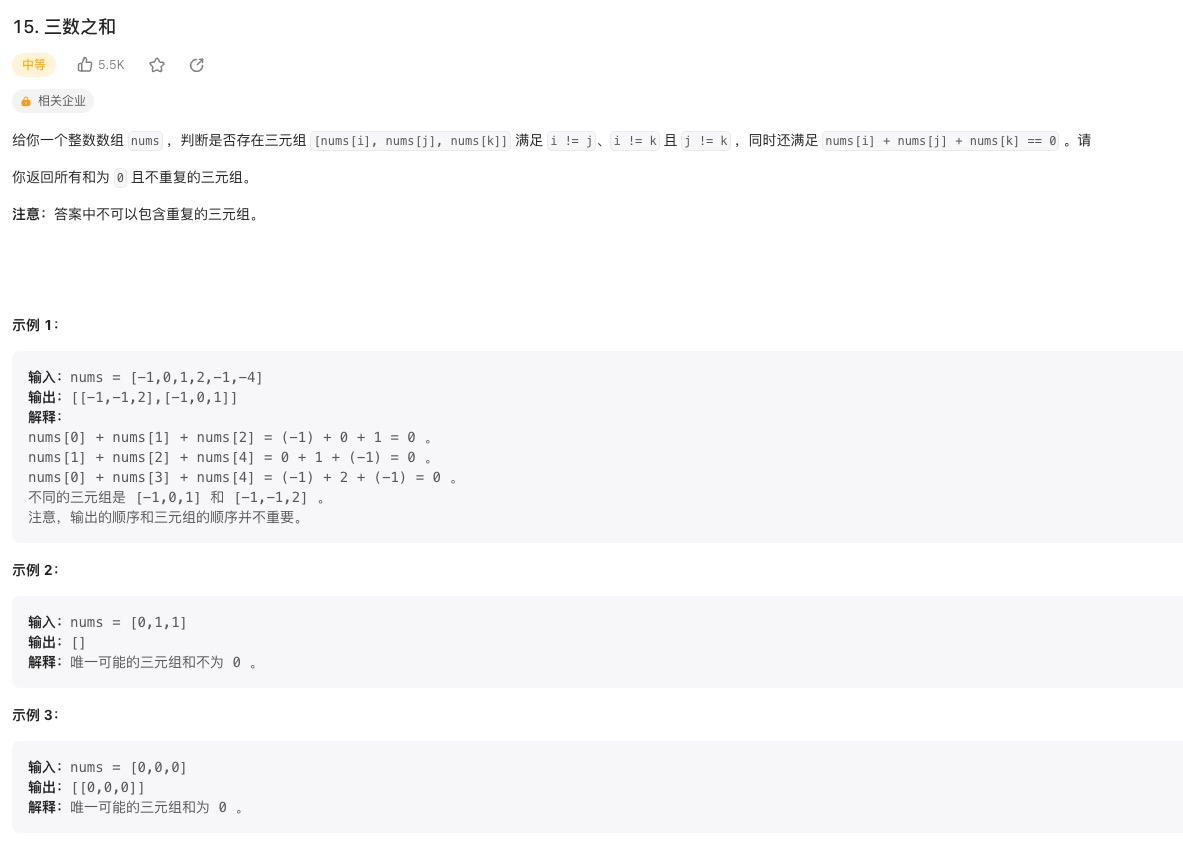 15. 三数之和
中等 5.5K
相关企业
给你一个整数数组 nums ，判断是否存在三元组 [nums[i], nums[j], nums[k]] 满足 i != j、i != k 且 j != k ，同时还满足 nums[i] + nums[j] + nums[k] == 0 。请
你返回所有和为 0 且不重复的三元组。
注意：答案中不可以包含重复的三元组。
示例 1：
输入：nums = [-1,0,1,2,-1,-4]
输出：[[-1,-1,2],[-1,0,1]]
解释：
nums[0] + nums[1] + nums[2] = (-1) + 0 + 1 = 0 。
nums[1] + nums[2] + nums[4] = 0 + 1 + (-1) = 0 。
nums[0] + nums[3] + nums[4] = (-1) + 2 + (-1) = 0 。
不同的三元组是 [-1,0,1] 和 [-1,-1,2] 。
注意，输出的顺序和三元组的顺序并不重要。
示例 2：
输入：nums = [0,1,1]
输出：[]
解释：唯一可能的三元组和不为 0 。
示例 3：
输入：nums = [0,0,0]
输出：[[0,0,0]]
解释：唯一可能的三元组和为 0 。